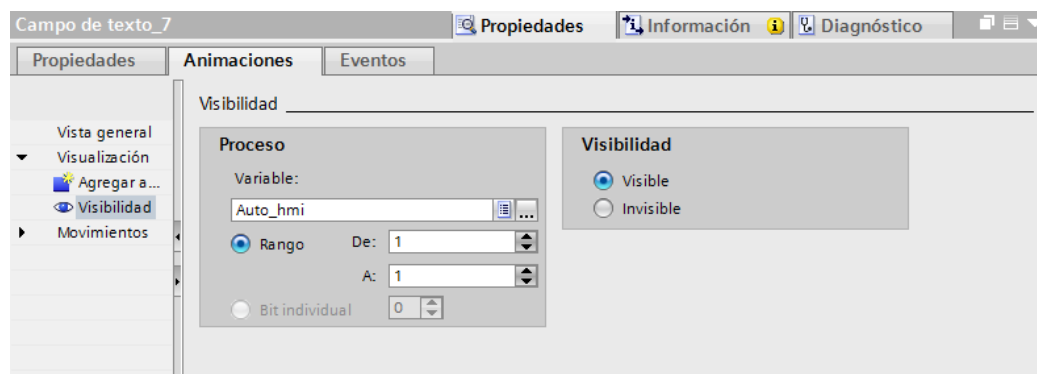 Campo de texto_7
Propiedades
Información
Diagnóstico
Propiedades
Animaciones
Eventos
Visibilidad
Vista general
Visualización
Agregar a...
Visibilidad
Movimientos
Proceso
Variable:
Auto_hmi
...
Rango
De: 1
A: 1
Bit individual
0
Visibilidad
Visible
Invisible